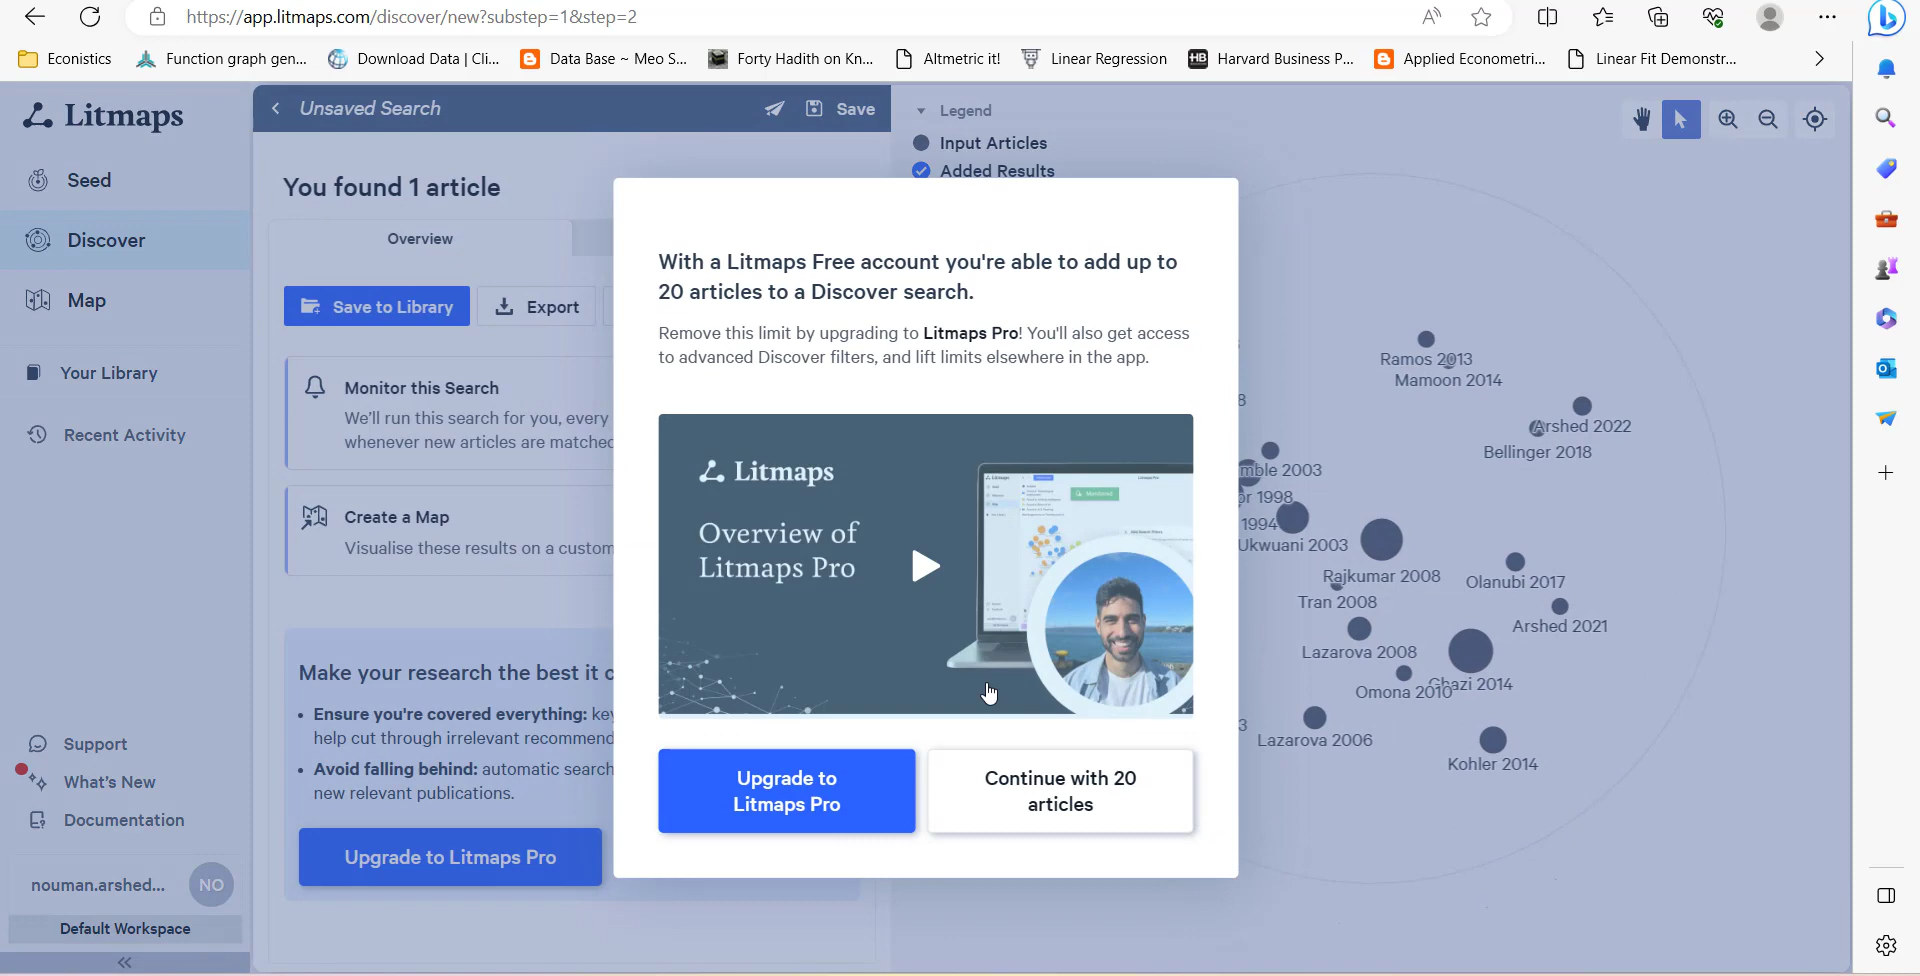 https://app.litmaps.com/discover/new?substep=1&step=2
Econistics
Function graph gen...
Download Data | Cli...
Data Base ~ Meo S...
Forty Hadith on Kn...
Altmetric it!
Linear Regression
Harvard Business P...
Applied Econometri...
Linear Fit Demonstr...
Litmaps
Seed
Discover
Map
Your Library
Recent Activity
Support
What's New
Documentation
nouman.arshed...
NO
Default Workspace
Unsaved Search
Save
You found 1 article
Overview
Save to Library
Export
Monitor this Search
We'll run this search for you, every
whenever new articles are matched
Create a Map
Visualise these results on a custom
Make your research the best it c
• Ensure you're covered everything: key
help cut through irrelevant recommend
• Avoid falling behind: automatic search
new relevant publications.
Upgrade to Litmaps Pro
With a Litmaps Free account you're able to add up to
20 articles to a Discover search.
Remove this limit by upgrading to Litmaps Pro! You'll also get access
to advanced Discover filters, and lift limits elsewhere in the app.
Litmaps
Overview of
Litmaps Pro
Upgrade to
Litmaps Pro
Continue with 20
articles
Legend
Input Articles
Added Results
Ramos 2013
Mamoon 2014
8
Arshed 2022
Bellinger 2018
mble 2003
or 1998
1994
Ukwuani 2003
Rajkumar 2008
Olanubi 2017
Tran 2008
Arshed 2021
Lazarova 2008
Ghazi 2014
Omona 2010
3
Lazarova 2006
Kohler 2014